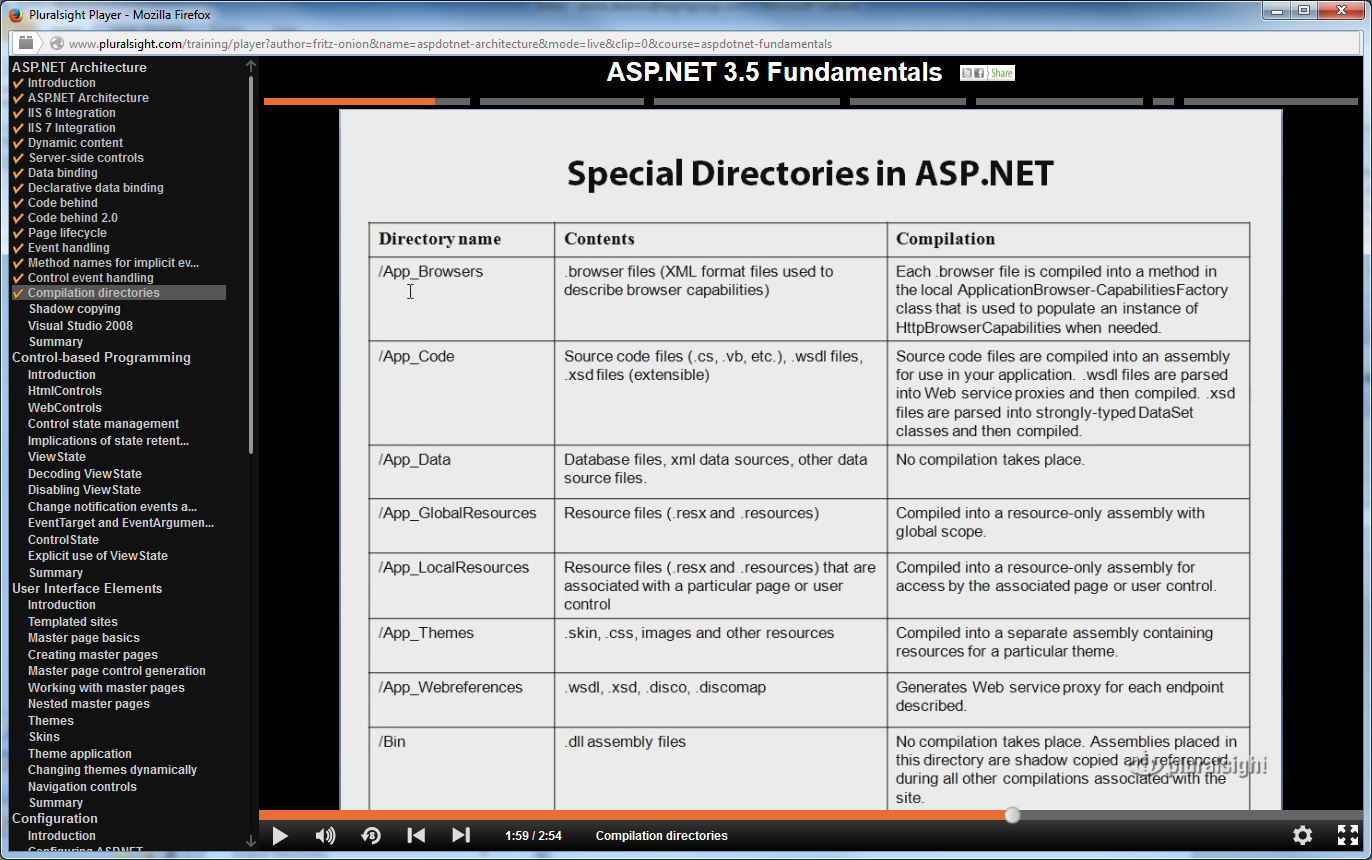 Pluralsight Player - Mozilla Firefox
www.pluralsight.com/training/player?author=fritz-onion&name=aspdotnet-architecture&mode=live&clip=0&course=aspdotnet-fundamentals
ASP.NET Architecture
Introduction
ASP.NET Architecture
IIS 6 Integration
IIS 7 Integration
Dynamic content
Server-side controls
Data binding
Declarative data binding
Code behind
Code behind 2.0
Page lifecycle
Event handling
Method names for implicit ev...
Control event handling
Compilation directories
Shadow copying
Visual Studio 2008
Summary
Control-based Programming
Introduction
HtmlControls
WebControls
Control state management
Implications of state retent...
ViewState
Decoding ViewState
Disabling ViewState
Change notification events a...
EventTarget and EventArgumen...
ControlState
Explicit use of ViewState
Summary
User Interface Elements
Introduction
Templated sites
Master page basics
Creating master pages
Master page control generation
Working with master pages
Nested master pages
Themes
Skins
Theme application
Changing themes dynamically
Navigation controls
Summary
Configuration
Introduction
Configuring ASP.NET
ASP.NET 3.5 Fundamentals
Share
Special Directories in ASP.NET
Directory name Contents Compilation
/App_Browsers
.browser files (XML format files used to
describe browser capabilities)
Each .browser file is compiled into a method in
the local ApplicationBrowser-CapabilitiesFactory
class that is used to populate an instance of
HttpBrowserCapabilities when needed.
/App_Code
Source code files (.cs, .vb, etc.), .wsdl files,
.xsd files (extensible)
Source code files are compiled into an assembly
for use in your application. .wsdl files are parsed
into Web service proxies and then compiled. .xsd
files are parsed into strongly-typed DataSet
classes and then compiled.
/App_Data
Database files, xml data sources, other data
source files.
No compilation takes place.
/App_GlobalResources
Resource files (.resx and .resources)
Compiled into a resource-only assembly with
global scope.
/App_LocalResources
Resource files (.resx and .resources) that are
associated with a particular page or user
control
Compiled into a resource-only assembly for
access by the associated page or user control.
/App_Themes
.skin, .css, images and other resources
Compiled into a separate assembly containing
resources for a particular theme.
/App_Webreferences
.wsdl, .xsd, .disco, .discomap
Generates Web service proxy for each endpoint
described.
/Bin
.dll assembly files
No compilation takes place. Assemblies placed in
this directory are shadow copied and referenced
during all other compilations associated with the
site.
pluralsight
8
1:59 / 2:54
Compilation directories